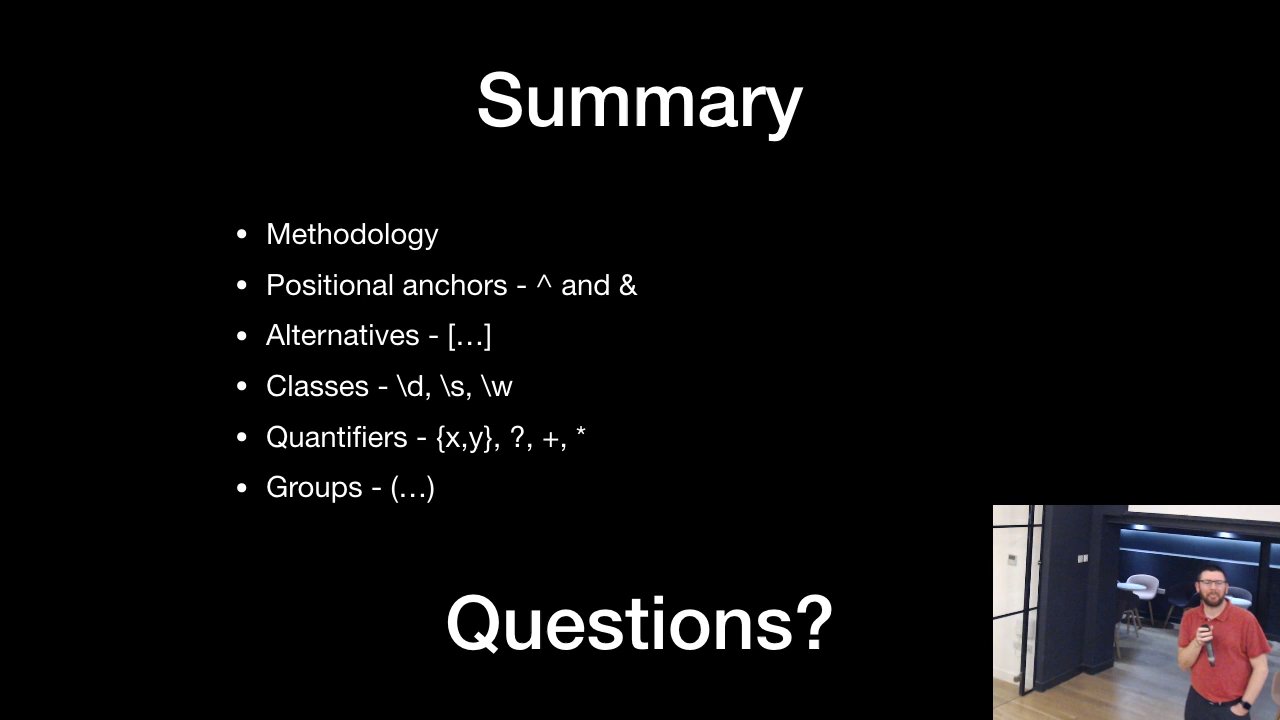 Summary
• Methodology
• Positional anchors - ^ and &
• Alternatives - […]
• Classes - \d, \s, \w
• Quantifiers - {x,y}, ?, +, *
• Groups - (…)
Questions?